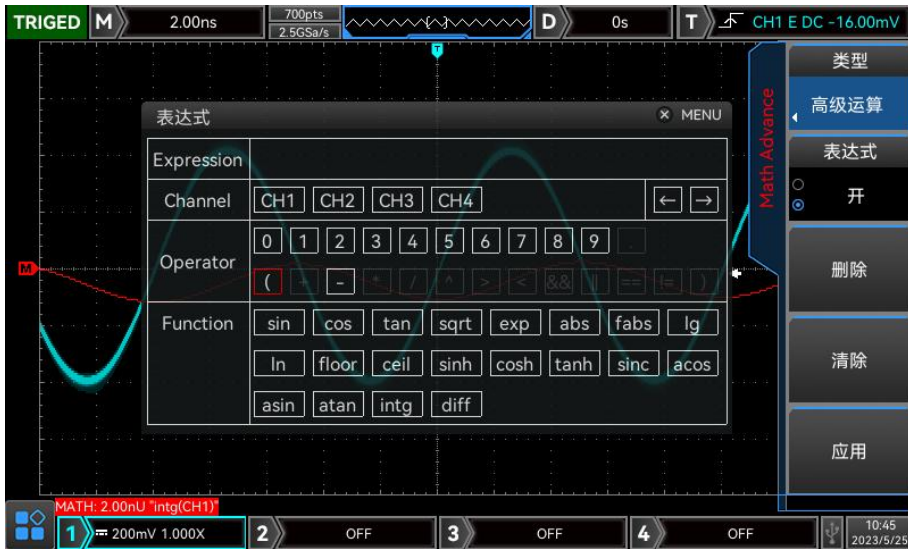 TRIGED M 2.00ns 700pts 2.5GSa/s D 0s T CH1 E DC -16.00mV
T
类型
高级运算
表达式
开
删除
清除
应用
Math Advance
表达式 MENU
Expression
Channel CH1 CH2 CH3 CH4 ← →
Operator
0 1 2 3 4 5 6 7 8 9 .
( + - * / ^ > < && || == != )
Function sin cos tan sqrt exp abs fabs lg
ln floor ceil sinh cosh tanh sinc acos
asin atan intg diff
M
MATH: 2.00nU "intg(CH1)"
1 200mV 1.000X 2 OFF 3 OFF 4 OFF
10:45
2023/5/25